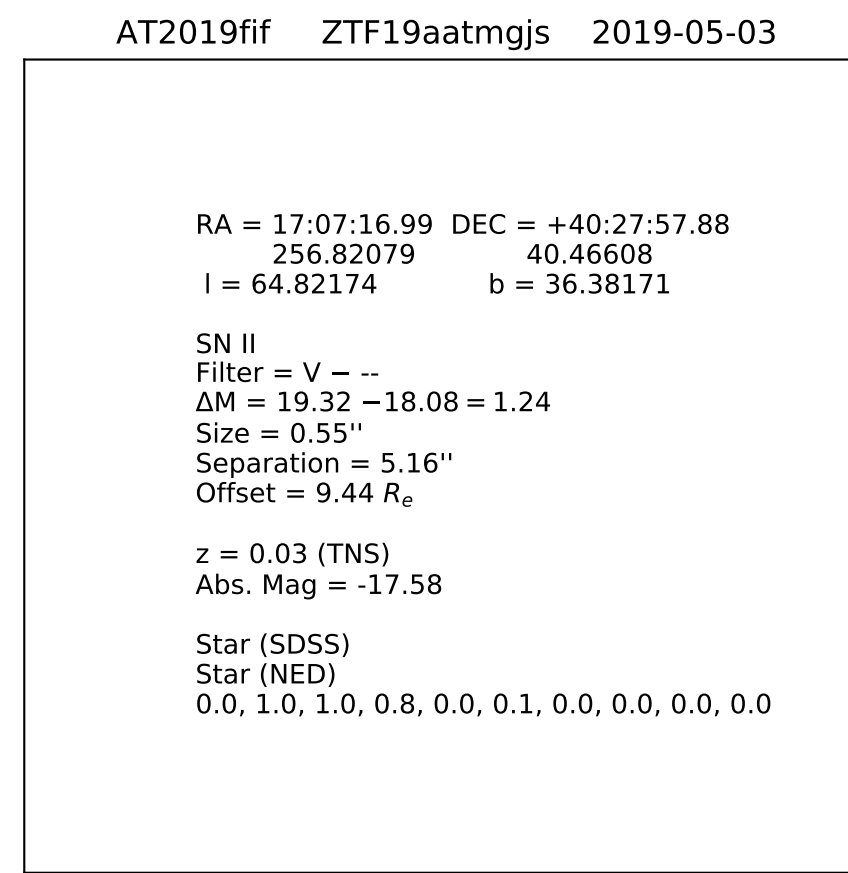 AT2019fif ZTF19aatmgjs 2019-05-03
RA = 17:07:16.99 DEC = +40:27:57.88
256.82079 40.46608
l = 64.82174 b = 36.38171
SN II
Filter = V − --
ΔM = 19.32 −18.08 = 1.24
Size = 0.55''
Separation = 5.16''
Offset = 9.44 Rₑ
z = 0.03 (TNS)
Abs. Mag = -17.58
Star (SDSS)
Star (NED)
0.0, 1.0, 1.0, 0.8, 0.0, 0.1, 0.0, 0.0, 0.0, 0.0